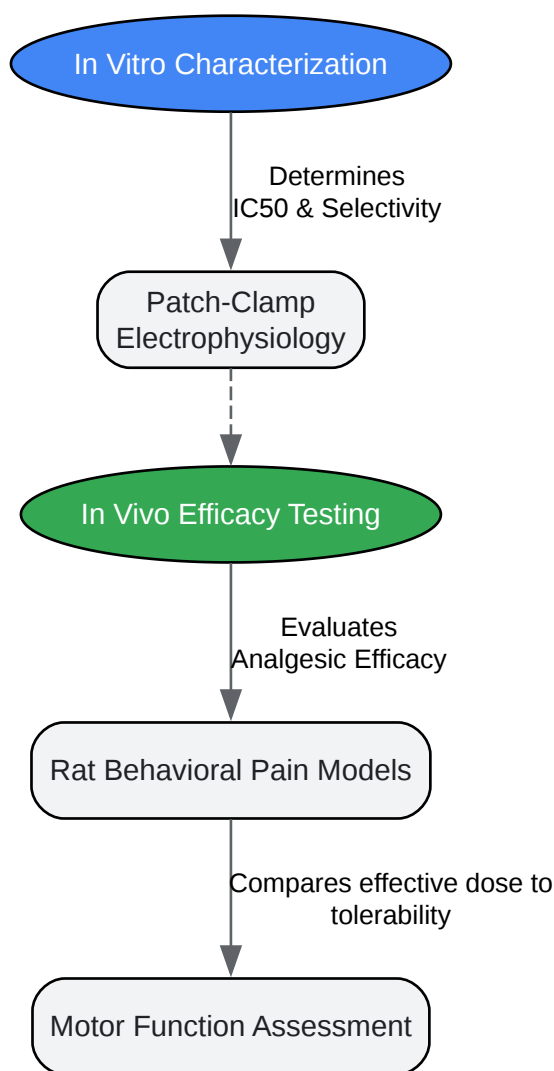 In Vitro Characterization
Determines
IC50 & Selectivity
Patch-Clamp
Electrophysiology
In Vivo Efficacy Testing
Evaluates
Analgesic Efficacy
Rat Behavioral Pain Models
Compares effective dose to
tolerability
Motor Function Assessment